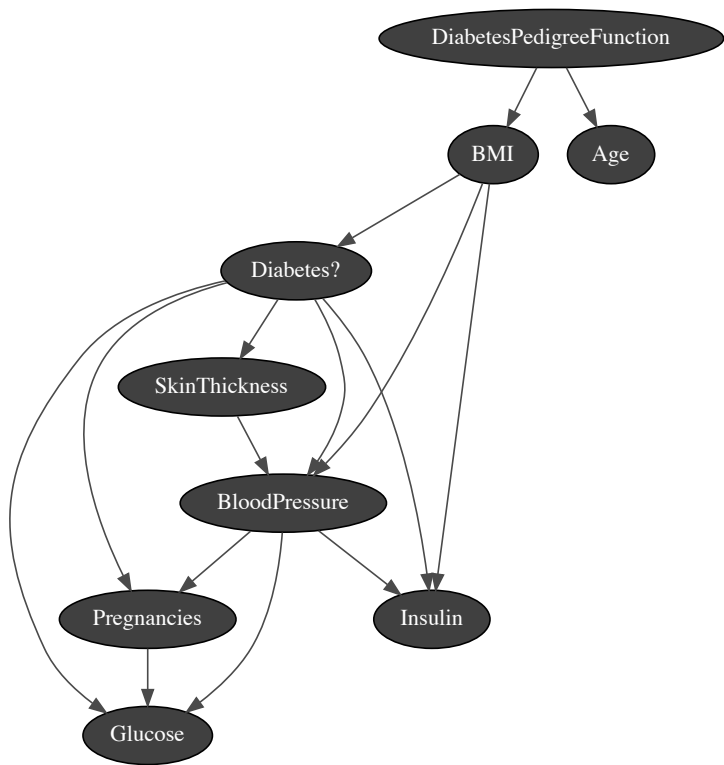 DiabetesPedigreeFunction
BMI
Age
Diabetes?
SkinThickness
BloodPressure
Pregnancies
Insulin
Glucose